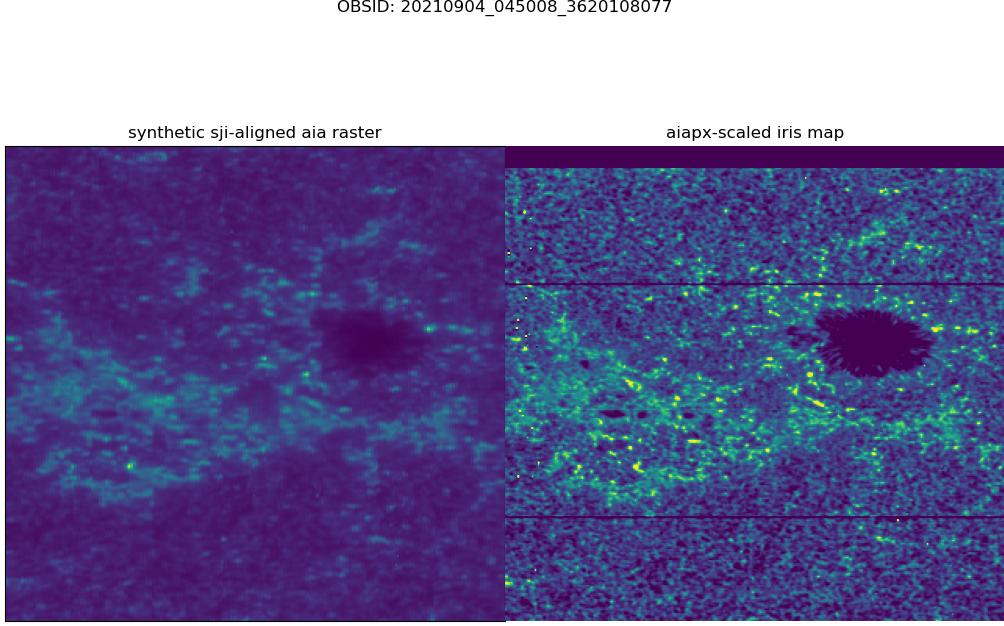 OBSID: 20210904_045008_3620108077
synthetic sji-aligned aia raster
aiapx-scaled iris map